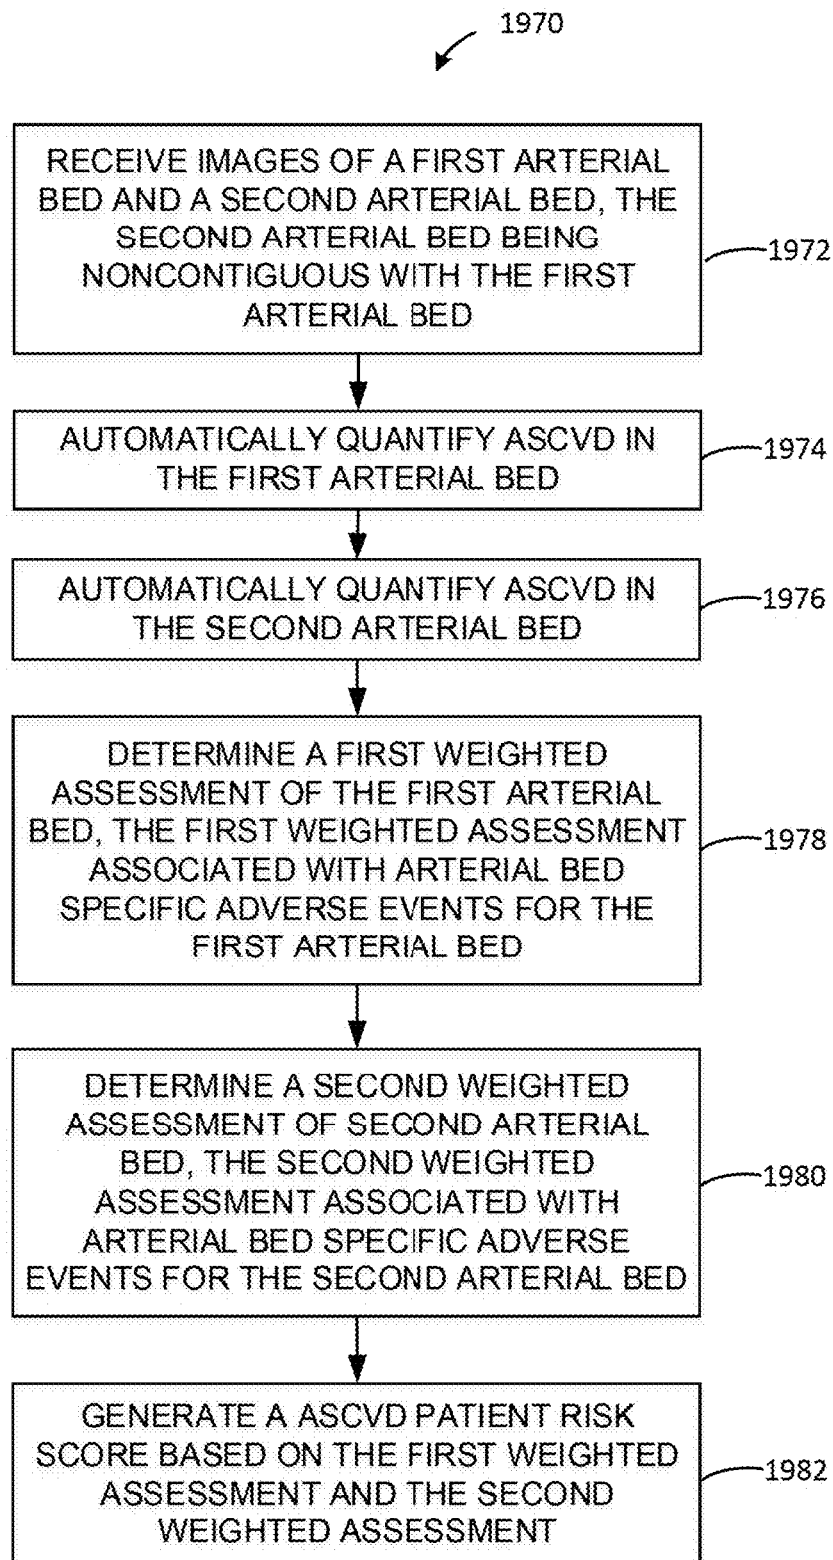 1970
RECEIVE IMAGES OF A FIRST ARTERIAL
BED AND A SECOND ARTERIAL BED, THE
SECOND ARTERIAL BED BEING
NONCONTIGUOUS WITH THE FIRST
ARTERIAL BED
1972
AUTOMATICALLY QUANTIFY ASCVD IN
THE FIRST ARTERIAL BED
1974
AUTOMATICALLY QUANTIFY ASCVD IN
THE SECOND ARTERIAL BED
1976
DETERMINE A FIRST WEIGHTED
ASSESSMENT OF THE FIRST ARTERIAL
BED, THE FIRST WEIGHTED ASSESSMENT
ASSOCIATED WITH ARTERIAL BED
SPECIFIC ADVERSE EVENTS FOR THE
FIRST ARTERIAL BED
1978
DETERMINE A SECOND WEIGHTED
ASSESSMENT OF SECOND ARTERIAL
BED, THE SECOND WEIGHTED
ASSESSMENT ASSOCIATED WITH
ARTERIAL BED SPECIFIC ADVERSE
EVENTS FOR THE SECOND ARTERIAL BED
1980
GENERATE A ASCVD PATIENT RISK
SCORE BASED ON THE FIRST WEIGHTED
ASSESSMENT AND THE SECOND
WEIGHTED ASSESSMENT
1982